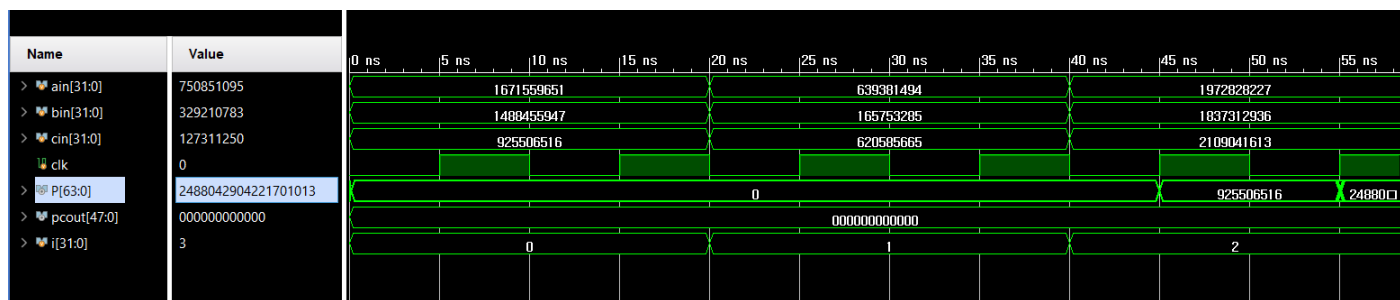 Name Value
0 ns 5 ns 10 ns 15 ns 20 ns 25 ns 30 ns 35 ns 40 ns 45 ns 50 ns 55 ns
ain[31:0] 750851095 1671559651 639381494 1972828227
bin[31:0] 329210783 1488455947 165753285 1837312936
cin[31:0] 127311250 925506516 620585665 2109041613
clk 0
P[63:0] 2488042904221701013 0 925506516 24880□
pcout[47:0] 000000000000 000000000000
i[31:0] 3 0 1 2